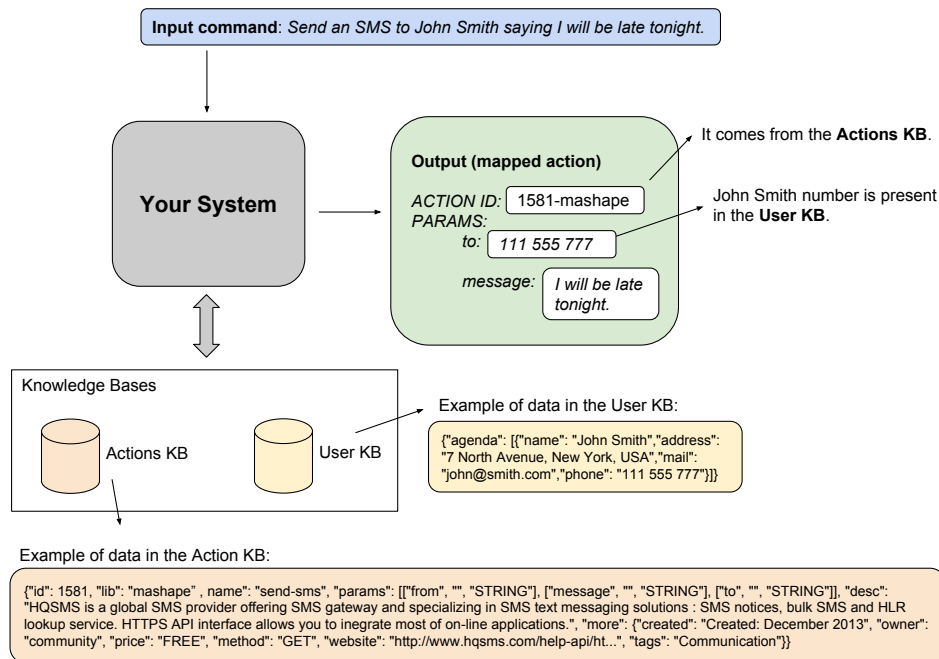 Input command: Send an SMS to John Smith saying I will be late tonight.
Your System
Output (mapped action)
ACTION ID: 1581-mashape
PARAMS:
to: 111 555 777
message: I will be late
tonight.
It comes from the Actions KB.
John Smith number is present
in the User KB.
Knowledge Bases
Actions KB
User KB
Example of data in the User KB:
{"agenda": [{"name": "John Smith","address":
"7 North Avenue, New York, USA","mail":
"john@smith.com","phone": "111 555 777"}]}
Example of data in the Action KB:
{"id": 1581, "lib": "mashape" , name": "send-sms", "params": [["from", "", "STRING"], ["message", "", "STRING"], ["to", "", "STRING"]], "desc":
"HQSMS is a global SMS provider offering SMS gateway and specializing in SMS text messaging solutions : SMS notices, bulk SMS and HLR
lookup service. HTTPS API interface allows you to inegrate most of on-line applications.", "more": {"created": "Created: December 2013", "owner":
"community", "price": "FREE", "method": "GET", "website": "http://www.hqsms.com/help-api/ht...", "tags": "Communication"}}